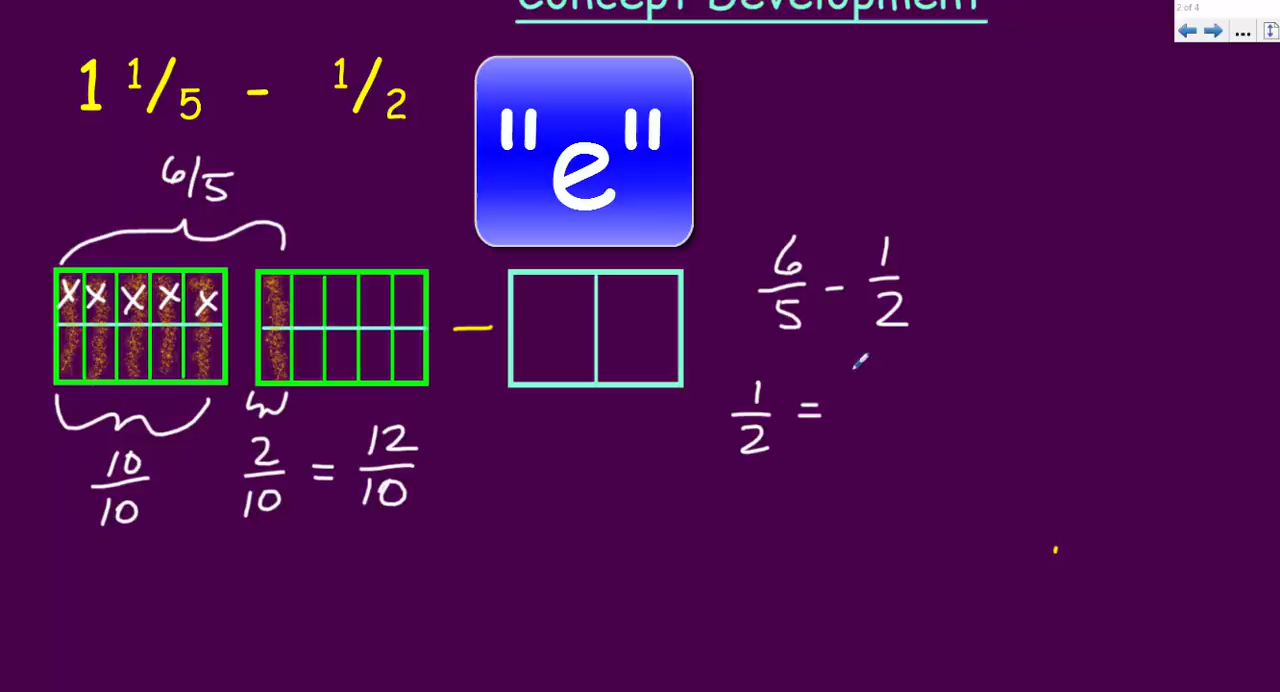 Concept Development
2 of 4
1 1/5 - 1/2
"e"
6/5
6/5 - 1/2
x x x x x
-
1/2 =
10/10 2/10 = 12/10